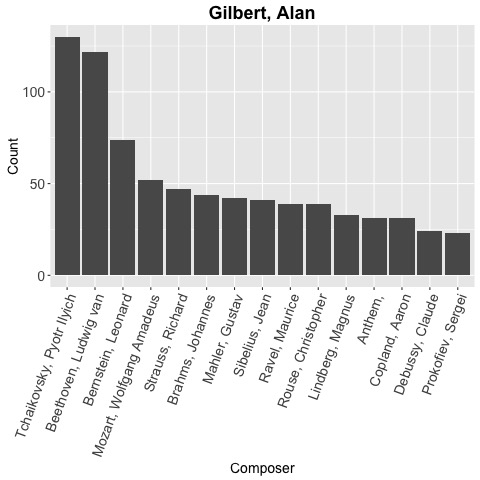 Gilbert, Alan
Count
100
50
0
Tchaikovsky, Pyotr Ilyich
Beethoven, Ludwig van
Bernstein, Leonard
Mozart, Wolfgang Amadeus
Strauss, Richard
Brahms, Johannes
Mahler, Gustav
Sibelius, Jean
Ravel, Maurice
Rouse, Christopher
Lindberg, Magnus
Anthem,
Copland, Aaron
Debussy, Claude
Prokofiev, Sergei
Composer